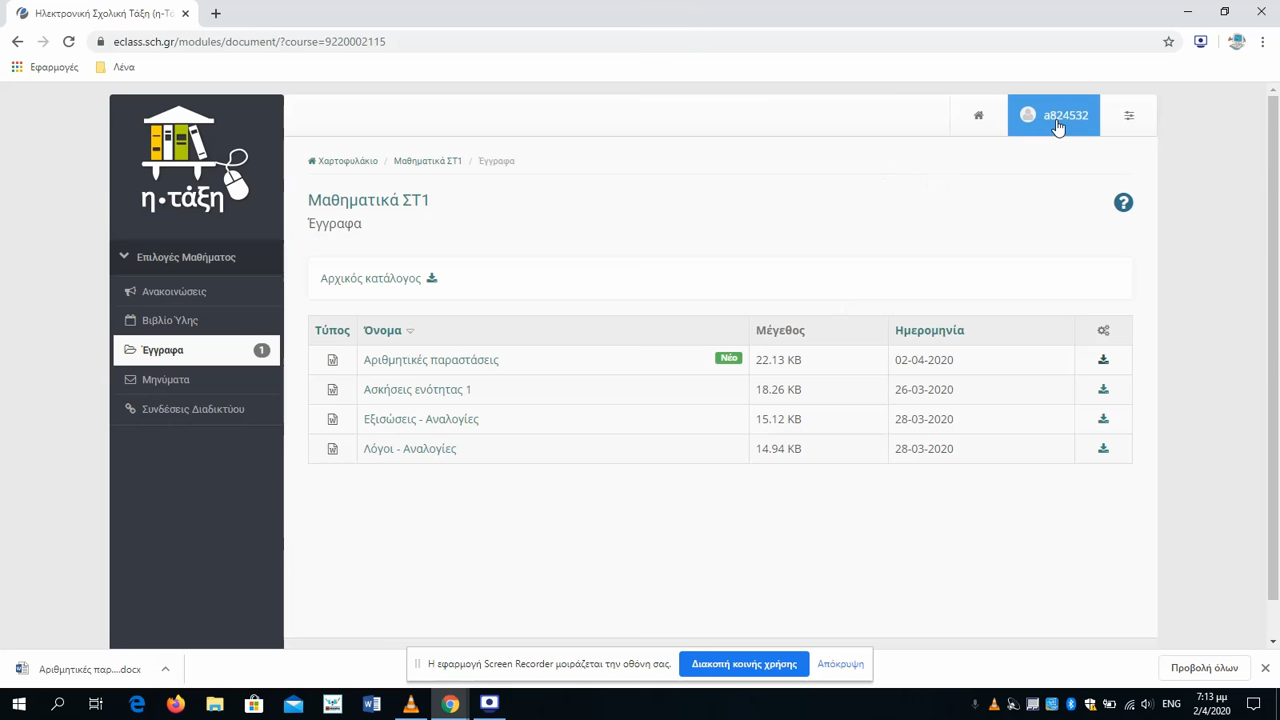 Ηλεκτρονική Σχολική Τάξη (η-Τά
eclass.sch.gr/modules/document/?course=9220002115
Εφαρμογές Λένα
η·τάξη
a824532
Χαρτοφυλάκιο / Μαθηματικά ΣΤ1 / Έγγραφα
Μαθηματικά ΣΤ1
Έγγραφα
Επιλογές Μαθήματος
Ανακοινώσεις
Βιβλίο Ύλης
Έγγραφα 1
Μηνύματα
Συνδέσεις Διαδικτύου
Αρχικός κατάλογος
Τύπος Όνομα Μέγεθος Ημερομηνία
Αριθμητικές παραστάσεις Νέο 22.13 KB 02-04-2020
Ασκήσεις ενότητας 1 18.26 KB 26-03-2020
Εξισώσεις - Αναλογίες 15.12 KB 28-03-2020
Λόγοι - Αναλογίες 14.94 KB 28-03-2020
Αριθμητικές παρ....docx
Η εφαρμογή Screen Recorder μοιράζεται την οθόνη σας. Διακοπή κοινής χρήσης Απόκρυψη
Προβολή όλων
ENG
7:13 μμ
2/4/2020